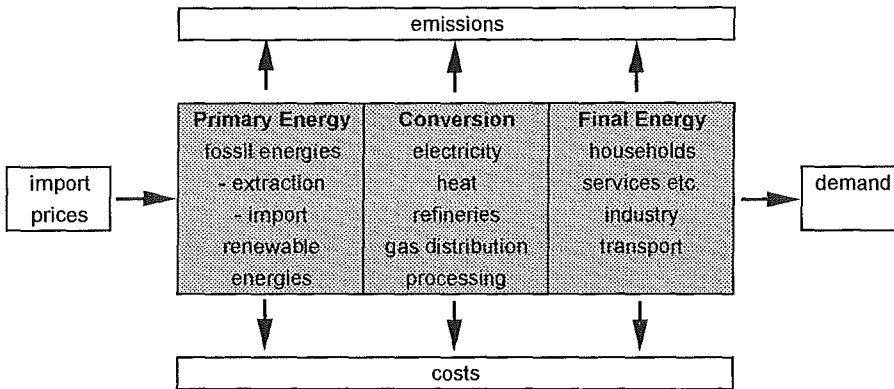 emissions
Primary Energy
fossil energies
- extraction
- import
renewable
energies
Conversion
electricity
heat
refineries
gas distribution
processing
Final Energy
households
services etc.
industry
transport
import
prices
demand
costs